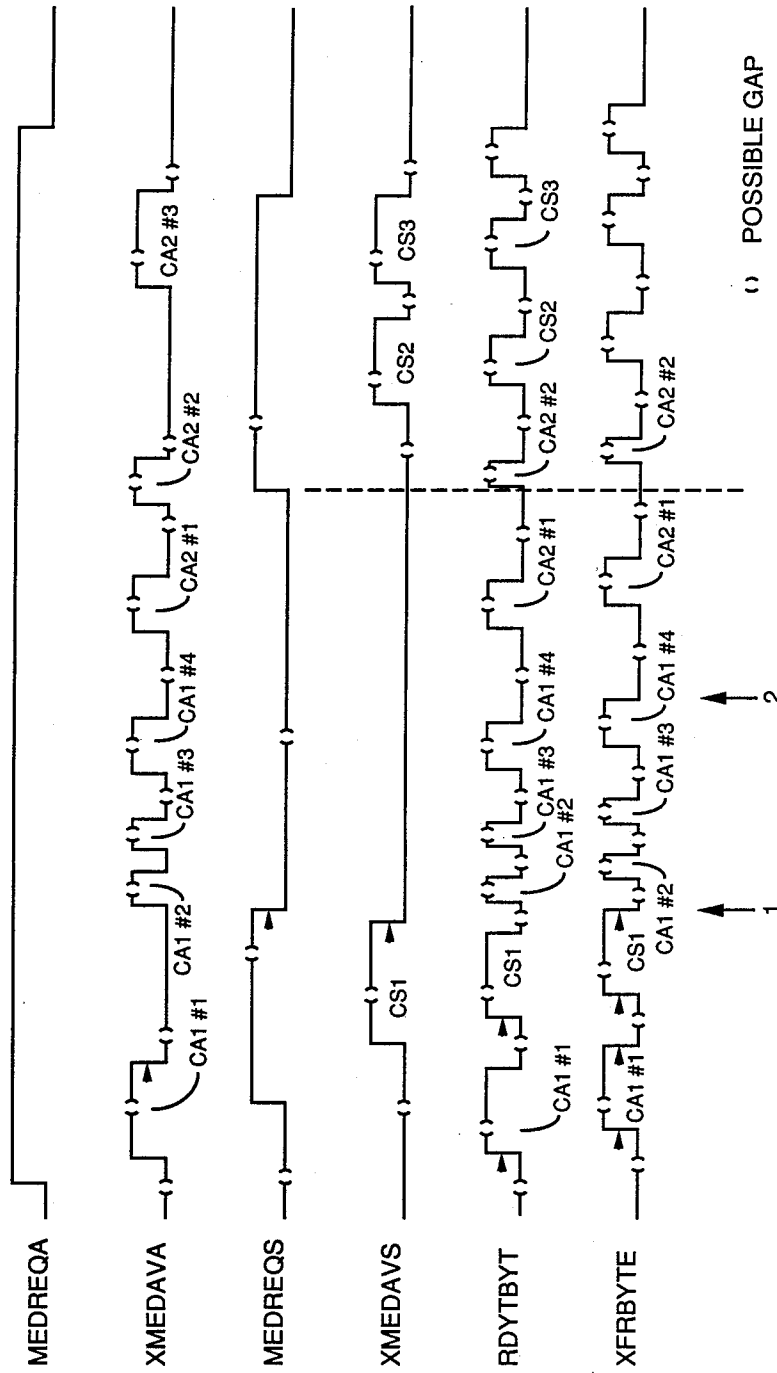 MEDREQA
XMEDAVA
CA1 #1
CA1 #2
CA1 #3
CA1 #4
CA2 #1
CA2 #2
CA2 #3
MEDREQS
XMEDAVS
CS1
CS2
CS3
RDYTBYT
CA1 #1
CS1
CA1 #2
CA1 #3
CA1 #4
CA2 #1
CA2 #2
CS2
CS3
XFRBYTE
CA1 #1
CS1
CA1 #2
CA1 #3
CA1 #4
CA2 #1
CA2 #2
1
2
( ) POSSIBLE GAP